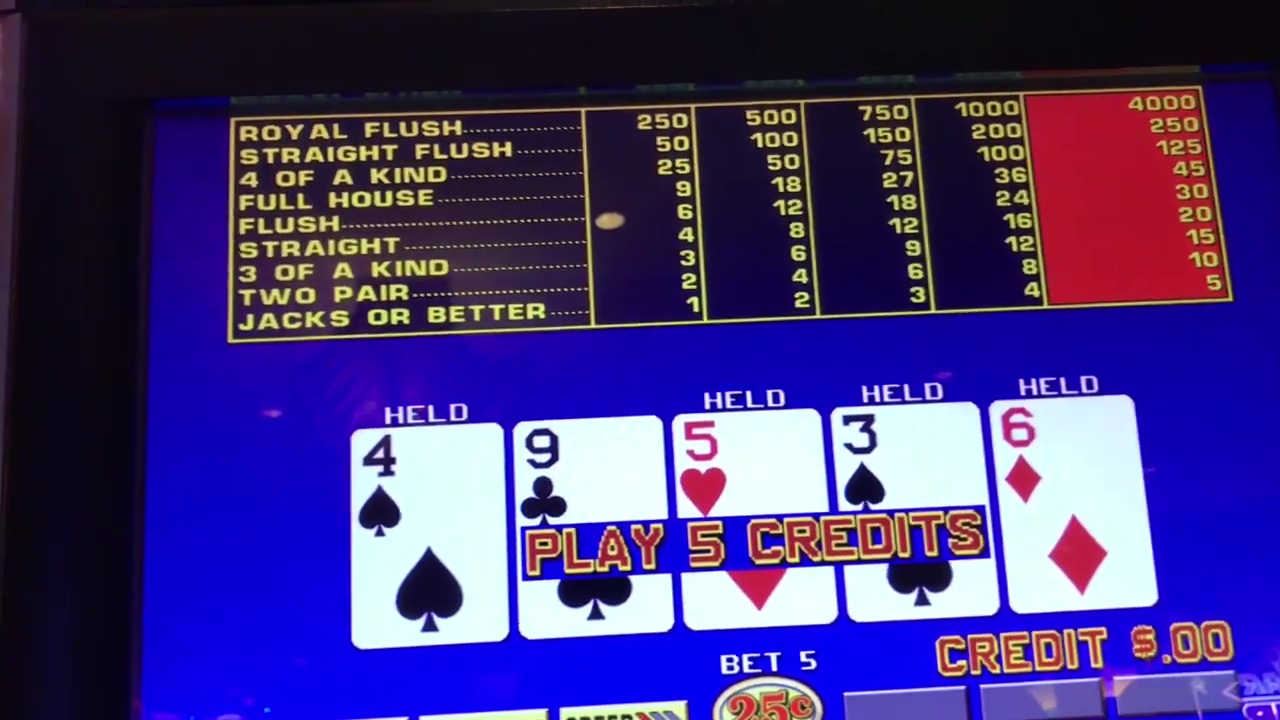 ROYAL FLUSH 250 500 750 1000 4000
STRAIGHT FLUSH 50 100 150 200 250
4 OF A KIND 25 50 75 100 125
FULL HOUSE 9 18 27 36 45
FLUSH 6 12 18 24 30
STRAIGHT 4 8 12 16 20
3 OF A KIND 3 6 9 12 15
TWO PAIR 2 4 6 8 10
JACKS OR BETTER 1 2 3 4 5
HELD HELD HELD HELD
4 9 5 3 6
PLAY 5 CREDITS
BET 5 CREDIT $.00
25¢